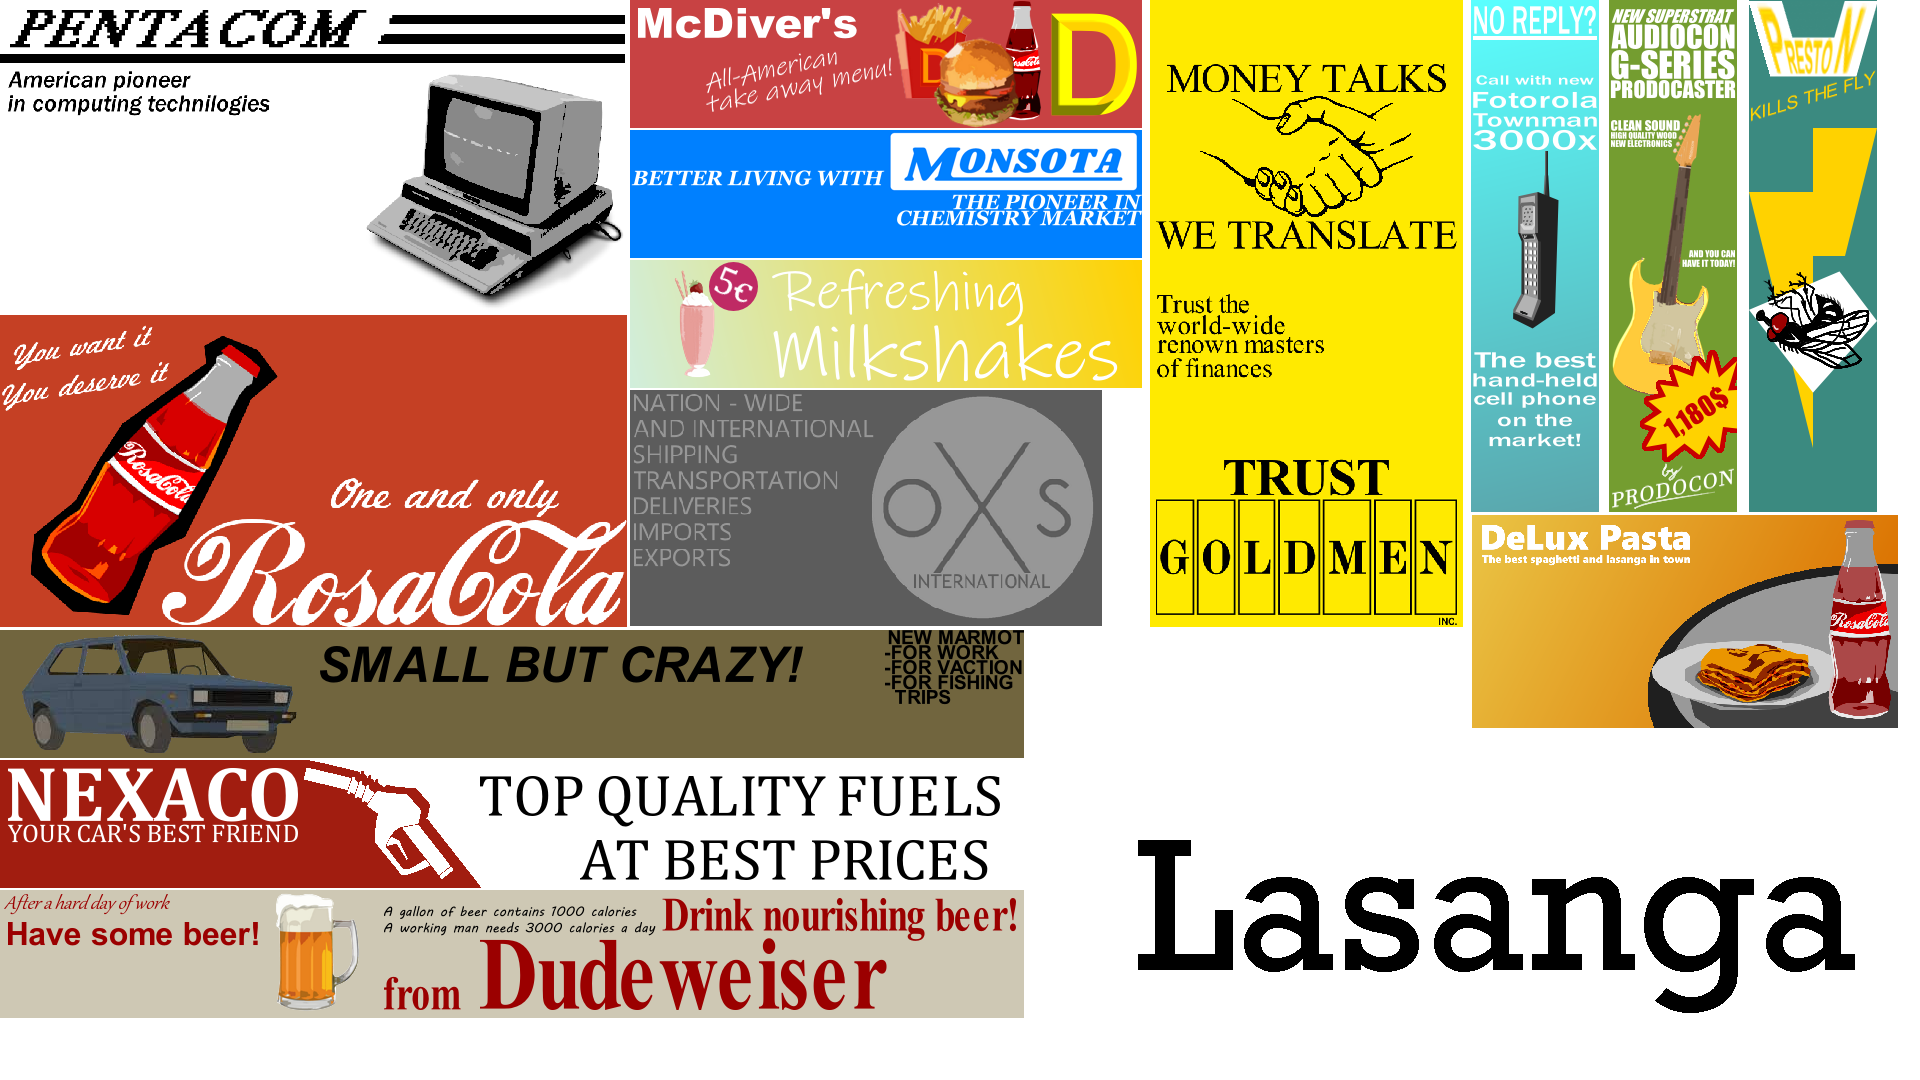 PENTACOM
American pioneer
in computing technilogies
You want it
You deserve it
RosaCola
One and only
RosaCola
McDiver's
All-American
take away menu!
D
RosaCola
D
BETTER LIVING WITH
MONSOTA
THE PIONEER IN
CHEMISTRY MARKET
5€
Refreshing
Milkshakes
NATION - WIDE
AND INTERNATIONAL
SHIPPING
TRANSPORTATION
DELIVERIES
IMPORTS
EXPORTS
OXS
INTERNATIONAL
MONEY TALKS
WE TRANSLATE
Trust the
world-wide
renown masters
of finances
TRUST
GOLDMEN
INC.
NO REPLY?
Call with new
Fotorola
Townman
3000x
The best
hand-held
cell phone
on the
market!
NEW SUPERSTRAT
AUDIOCON
G-SERIES
PRODOCASTER
CLEAN SOUND
HIGH QUALITY WOOD
NEW ELECTRONICS
AND YOU CAN
HAVE IT TODAY!
1,180$
by
PRODOCON
PRESTON
KILLS THE FLY
DeLux Pasta
The best spaghetti and lasanga in town
RosaCola
SMALL BUT CRAZY!
NEW MARMOT
-FOR WORK
-FOR VACTION
-FOR FISHING
TRIPS
NEXACO
YOUR CAR'S BEST FRIEND
TOP QUALITY FUELS
AT BEST PRICES
After a hard day of work
Have some beer!
A gallon of beer contains 1000 calories
A working man needs 3000 calories a day
Drink nourishing beer!
from Dudeweiser
Lasanga